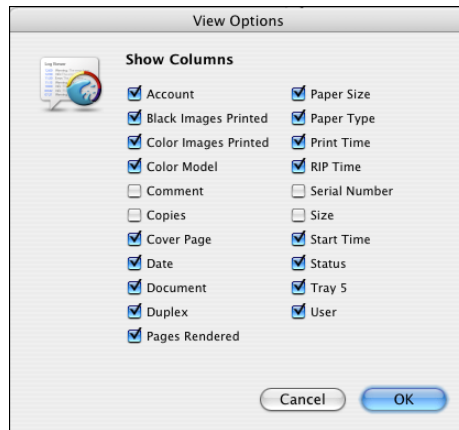 View Options
Show Columns
Account
Black Images Printed
Color Images Printed
Color Model
Comment
Copies
Cover Page
Date
Document
Duplex
Pages Rendered
Paper Size
Paper Type
Print Time
RIP Time
Serial Number
Size
Start Time
Status
Tray 5
User
Cancel
OK